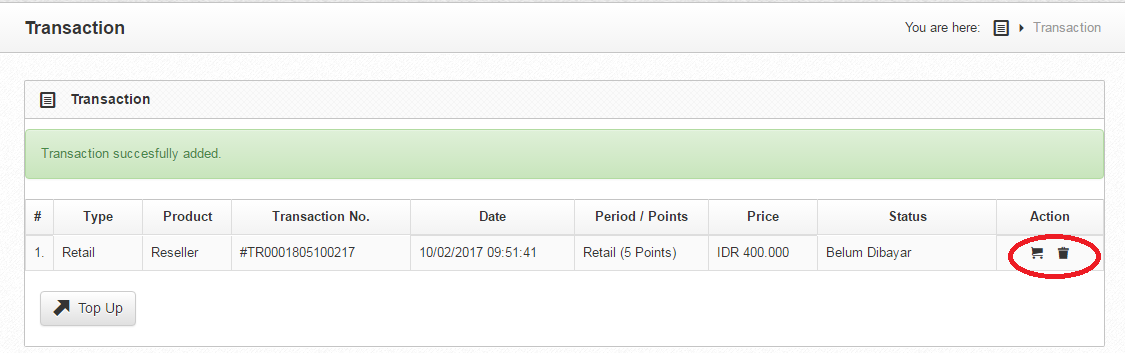 Transaction
You are here: Transaction
Transaction
Transaction succesfully added.
# Type Product Transaction No. Date Period / Points Price Status Action
1. Retail Reseller #TR0001805100217 10/02/2017 09:51:41 Retail (5 Points) IDR 400.000 Belum Dibayar
Top Up